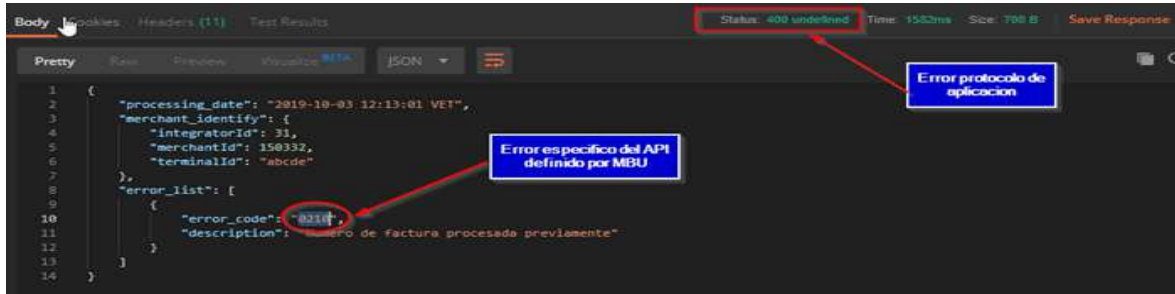 Body Cookies Headers (11) Test Results Status: 400 undefined Time: 1582ms Size: 700 B Save Response
Pretty Raw Preview Visualize BETA JSON
Error protocolo de
aplicacion
1 {
2 "processing_date": "2019-10-03 12:13:01 VET",
3 "merchant_identify": {
4 "integratorId": 31,
5 "merchantId": 150332,
6 "terminalId": "abcde"
7 },
Error especifico del API
definido por MBU
8 "error_list": [
9 {
10 "error_code": "0210",
11 "description": "Numero de factura procesada previamente"
12 }
13 ]
14 }